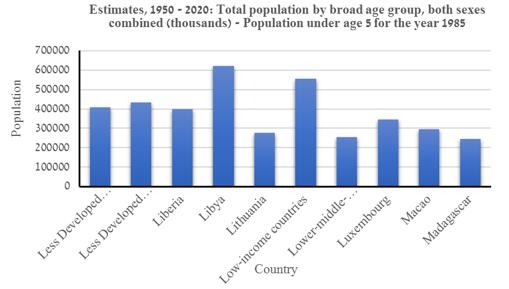 Estimates, 1950 - 2020: Total population by broad age group, both sexes
combined (thousands) - Population under age 5 for the year 1985
700000
600000
500000
400000
300000
200000
100000
0
Population
Less Developed...
Less Developed...
Liberia
Libya
Lithuania
Low-income countries
Lower-middle-...
Luxembourg
Macao
Madagascar
Country